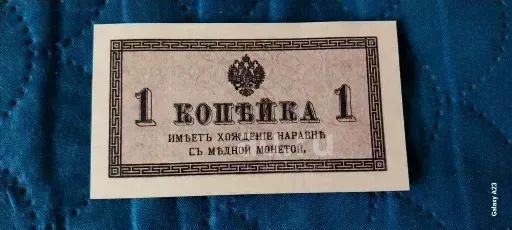 1 КОПѢЙКА 1
ИМѢЕТЪ ХОЖДЕНІЕ НАРАВНѢ
СЪ МѢДНОЙ МОНЕТОЙ.
Galaxy A23